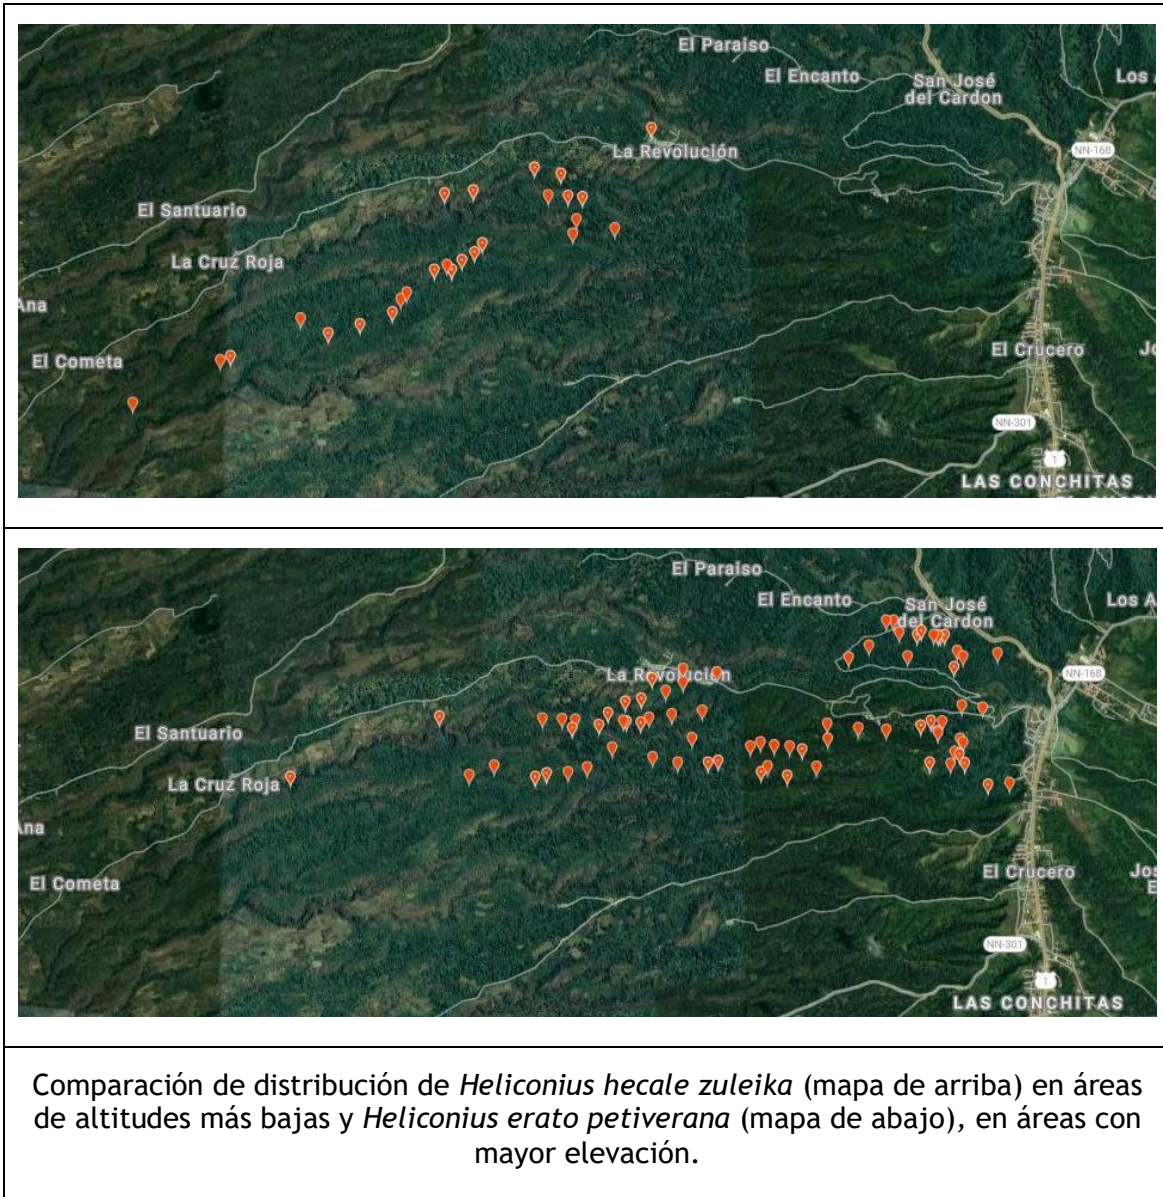 El Paraiso
El Encanto
San José
del Cardon
Los
NN-168
La Revolución
El Santuario
La Cruz Roja
Ana
El Cometa
El Crucero
Jo
NN-301
1
LAS CONCHITAS
El Paraiso
El Encanto
San José
del Cardon
Los A
La Revolución
NN-168
El Santuario
La Cruz Roja
Ana
El Cometa
El Crucero
Jos
E
NN-301
1
LAS CONCHITAS
Comparación de distribución de Heliconius hecale zuleika (mapa de arriba) en áreas
de altitudes más bajas y Heliconius erato petiverana (mapa de abajo), en áreas con
mayor elevación.